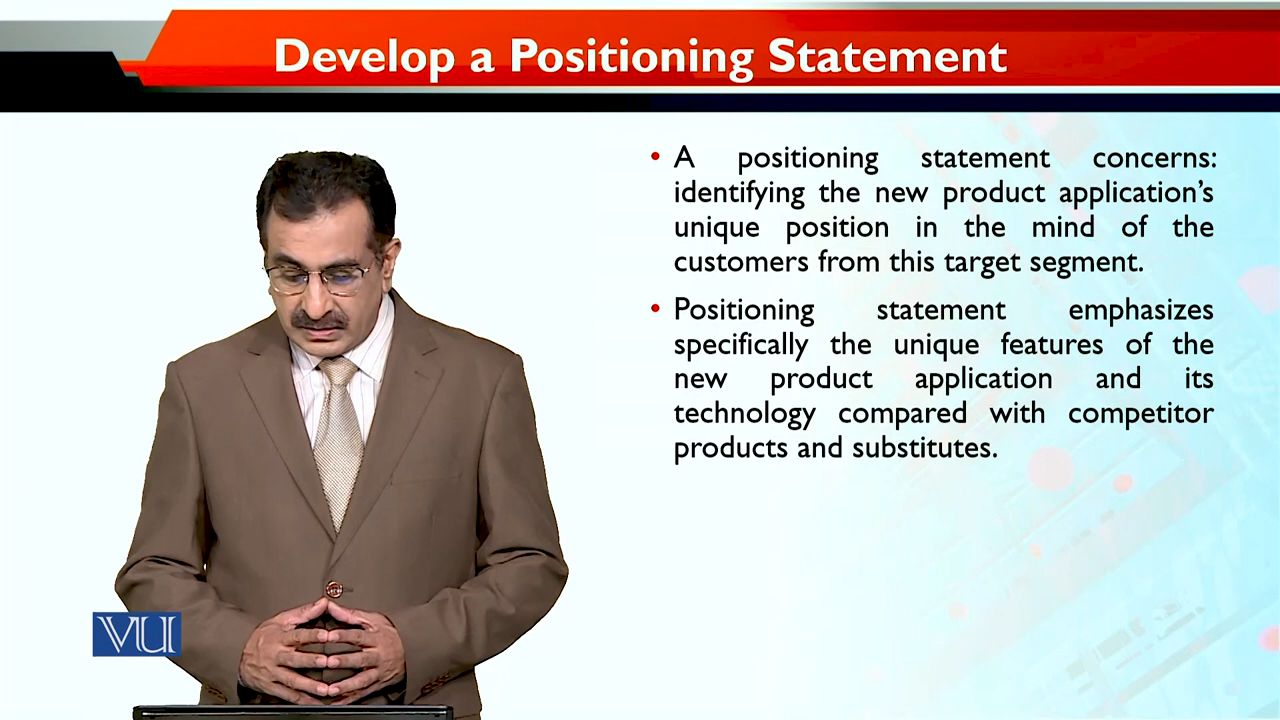 Develop a Positioning Statement
• A positioning statement concerns:
identifying the new product application’s
unique position in the mind of the
customers from this target segment.
• Positioning statement emphasizes
specifically the unique features of the
new product application and its
technology compared with competitor
products and substitutes.
VU